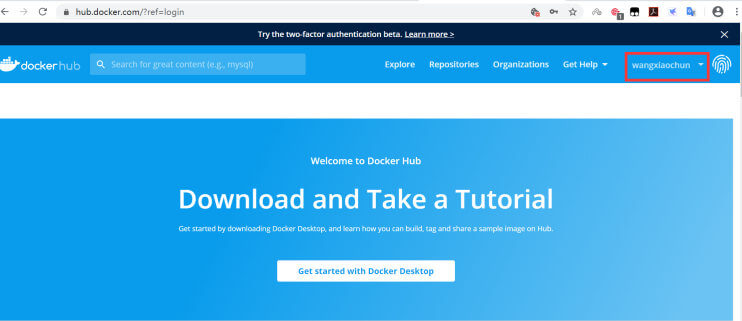 hub.docker.com/?ref=login
1
Try the two-factor authentication beta. Learn more >
dockerhub
Search for great content (e.g., mysql)
Explore
Repositories
Organizations
Get Help
wangxiaochun
Welcome to Docker Hub
Download and Take a Tutorial
Get started by downloading Docker Desktop, and learn how you can build, tag and share a sample image on Hub.
Get started with Docker Desktop